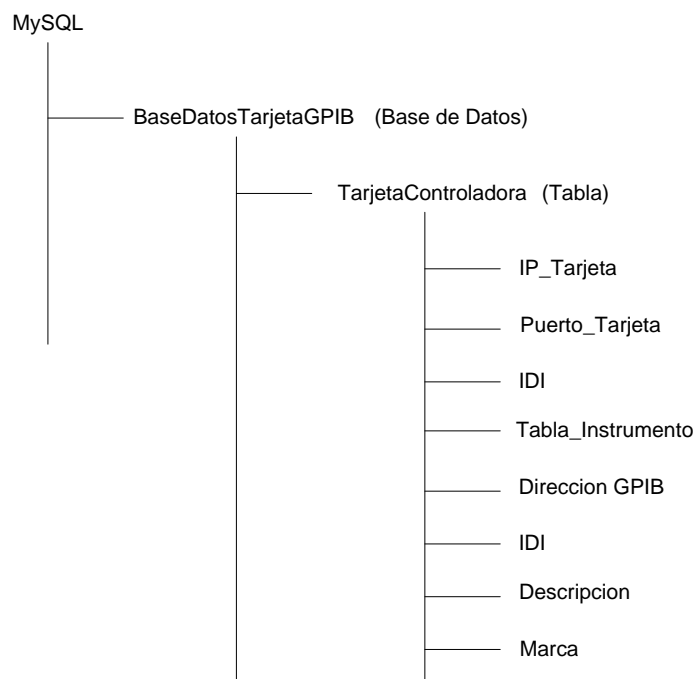 MySQL
BaseDatosTarjetaGPIB (Base de Datos)
TarjetaControladora (Tabla)
IP_Tarjeta
Puerto_Tarjeta
IDI
Tabla_Instrumento
Direccion GPIB
IDI
Descripcion
Marca